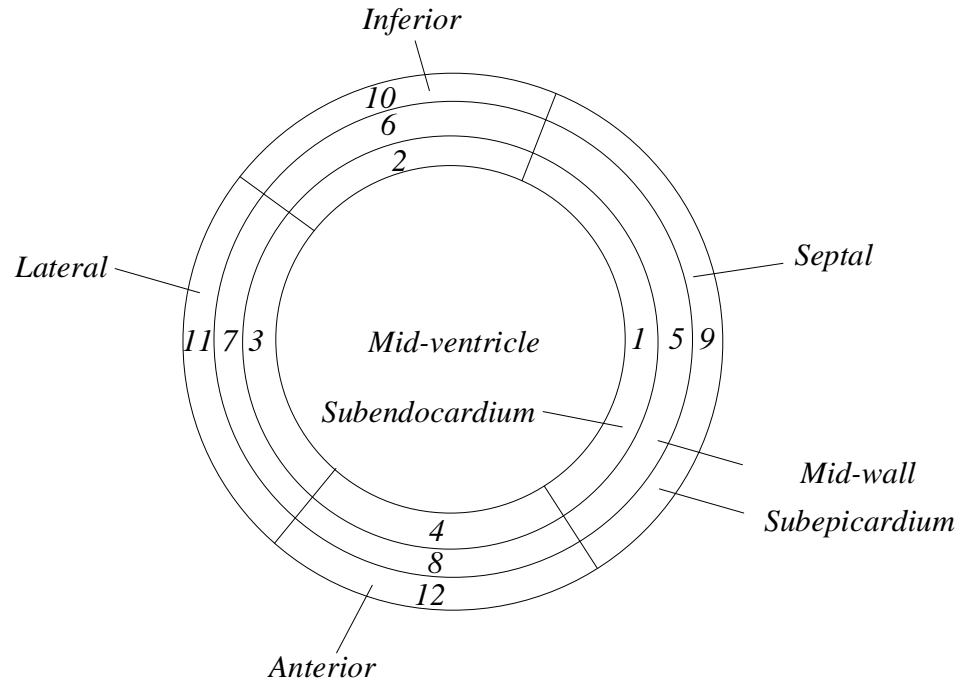 Inferior
10
6
2
Septal
Lateral
11 7 3 Mid-ventricle 1 5 9
Subendocardium
Mid-wall
Subepicardium
4
8
12
Anterior